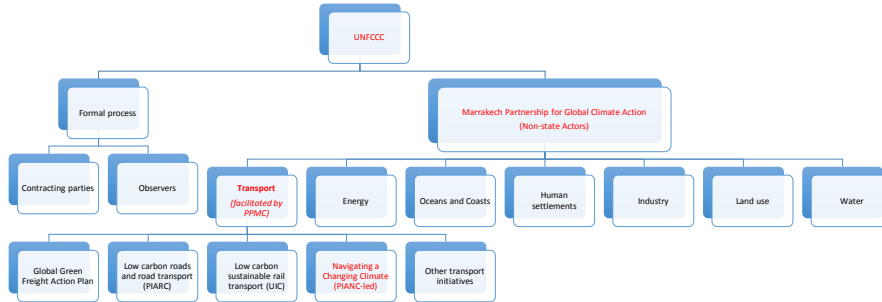 UNFCCC
Formal process
Marrakech Partnership for Global Climate Action
(Non-state Actors)
Contracting parties
Observers
Transport
(facilitated by
PPMC)
Energy
Oceans and Coasts
Human
settlements
Industry
Land use
Water
Global Green
Freight Action Plan
Low carbon roads
and road transport
(PIARC)
Low carbon
sustainable rail
transport (UIC)
Navigating a
Changing Climate
(PIANC-led)
Other transport
initiatives